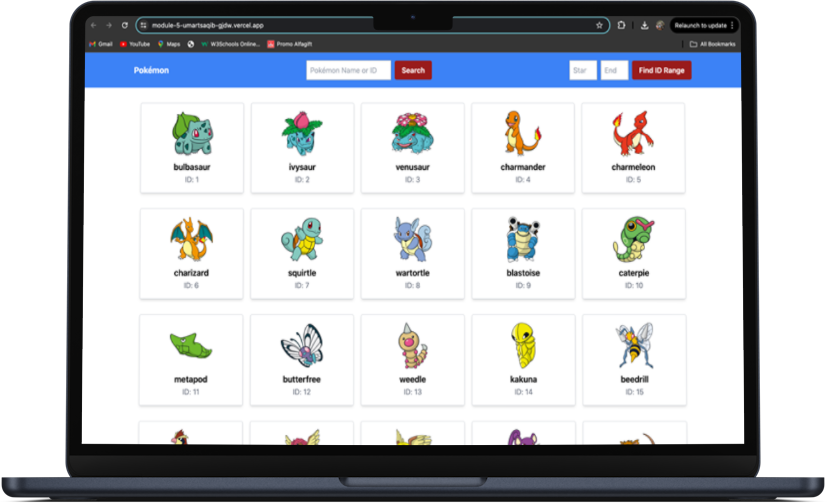 module-5-umartsaqib-gjdw.vercel.app
Relaunch to update
Gmail
YouTube
Maps
W3Schools Online...
Promo Alfagift
All Bookmarks
Pokémon
Pokémon Name or ID
Search
Star
End
Find ID Range
bulbasaur
ID: 1
ivysaur
ID: 2
venusaur
ID: 3
charmander
ID: 4
charmeleon
ID: 5
charizard
ID: 6
squirtle
ID: 7
wartortle
ID: 8
blastoise
ID: 9
caterpie
ID: 10
metapod
ID: 11
butterfree
ID: 12
weedle
ID: 13
kakuna
ID: 14
beedrill
ID: 15